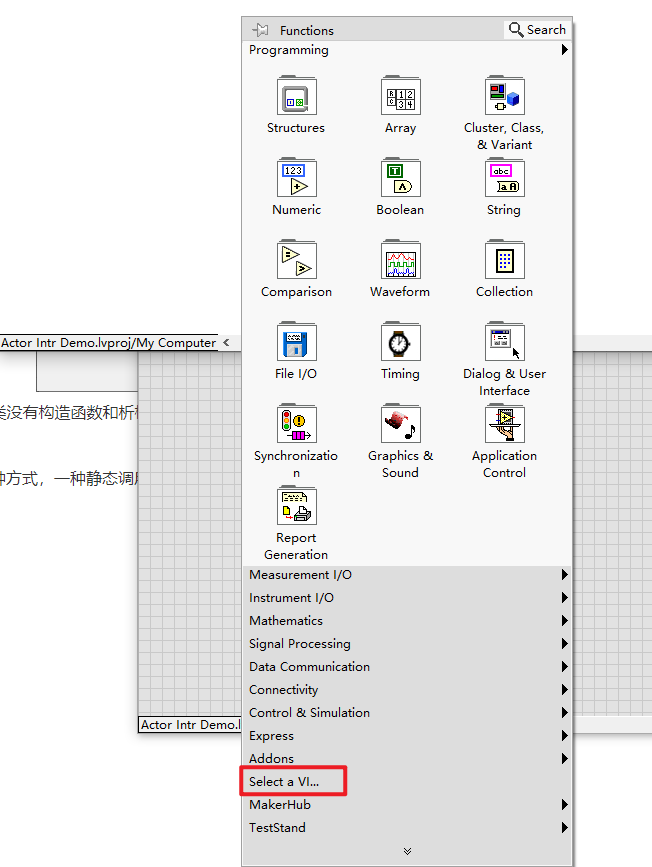 Functions
Search
Programming
Structures
Array
Cluster, Class,
& Variant
Numeric
Boolean
String
Comparison
Waveform
Collection
File I/O
Timing
Dialog & User
Interface
Synchronizatio
n
Graphics &
Sound
Application
Control
Report
Generation
Measurement I/O
Instrument I/O
Mathematics
Signal Processing
Data Communication
Connectivity
Control & Simulation
Express
Addons
Select a VI...
MakerHub
TestStand
Actor Intr Demo.lvproj/My Computer
没有构造函数和析
方式，一种静态调
Actor Intr Demo.l